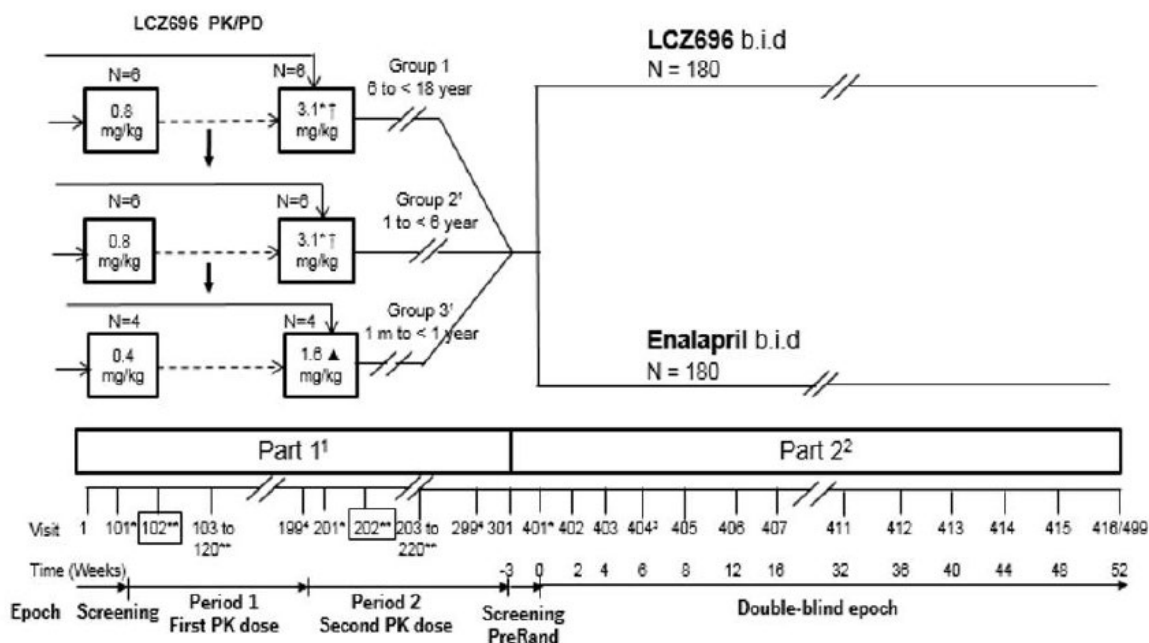 LCZ696 PK/PD
LCZ696 b.i.d
N = 180
N=6
N=6
Group 1
6 to < 18 year
0.8
mg/kg
3.1*†
mg/kg
N=6
N=6
Group 2¹
1 to < 6 year
0.8
mg/kg
3.1*†
mg/kg
N=4
N=4
Group 3¹
1 m to < 1 year
0.4
mg/kg
1.6 ▲
mg/kg
Enalapril b.i.d
N = 180
Part 1¹
Part 2²
Visit 1 101* 102** 103 to 120** 199⁴ 201* 202** 203 to 220** 299⁴ 301 401* 402 403 404³ 405 406 407 411 412 413 414 415 416/499
Time (Weeks) -3 0 2 4 6 8 12 16 32 36 40 44 48 52
Epoch Screening Period 1 First PK dose Period 2 Second PK dose Screening PreRand Double-blind epoch